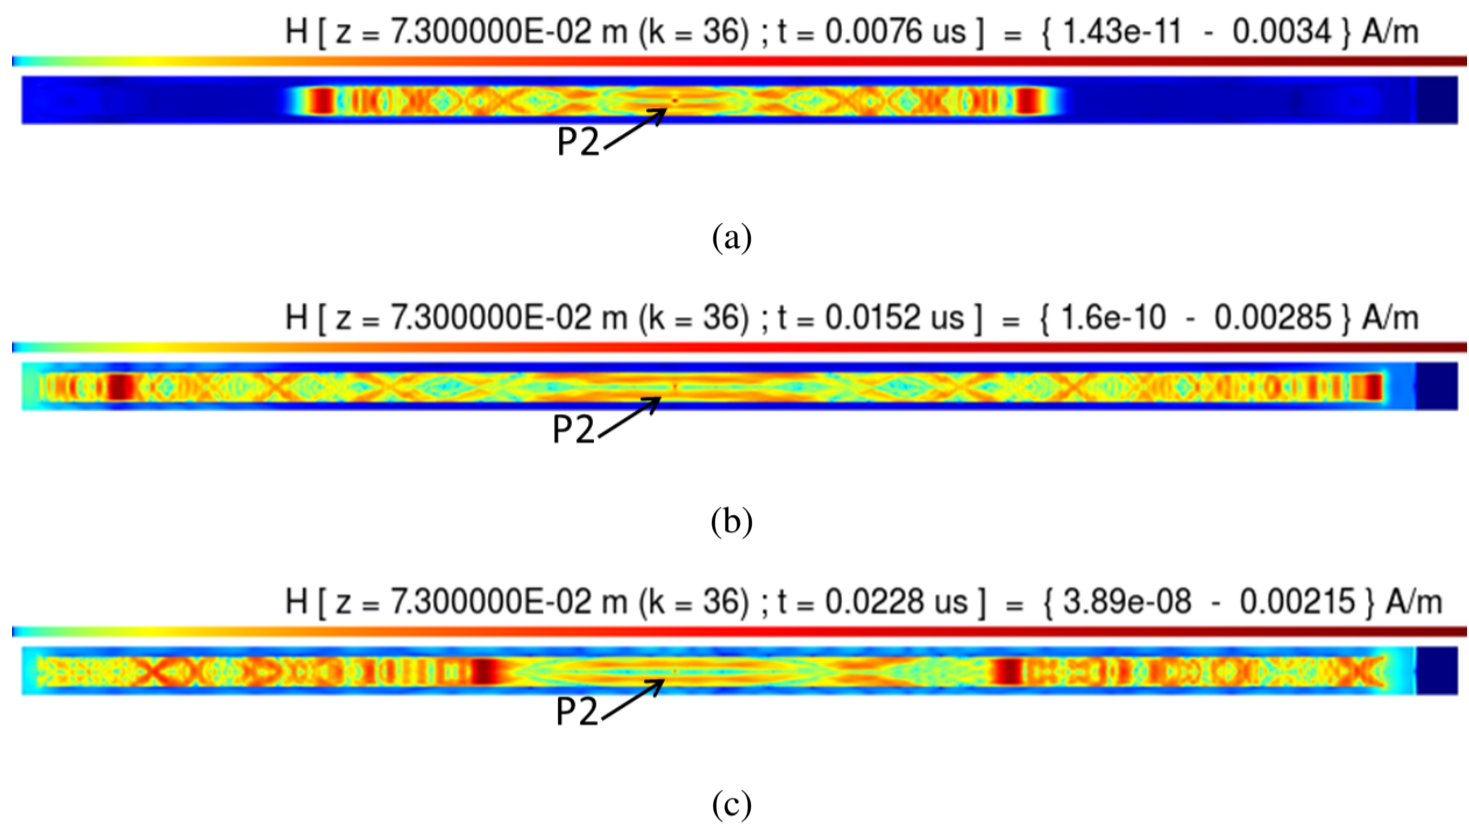 H [ z = 7.300000E-02 m (k = 36) ; t = 0.0076 us ] = { 1.43e-11 - 0.0034 } A/m
P2
(a)
H [ z = 7.300000E-02 m (k = 36) ; t = 0.0152 us ] = { 1.6e-10 - 0.00285 } A/m
P2
(b)
H [ z = 7.300000E-02 m (k = 36) ; t = 0.0228 us ] = { 3.89e-08 - 0.00215 } A/m
P2
(c)